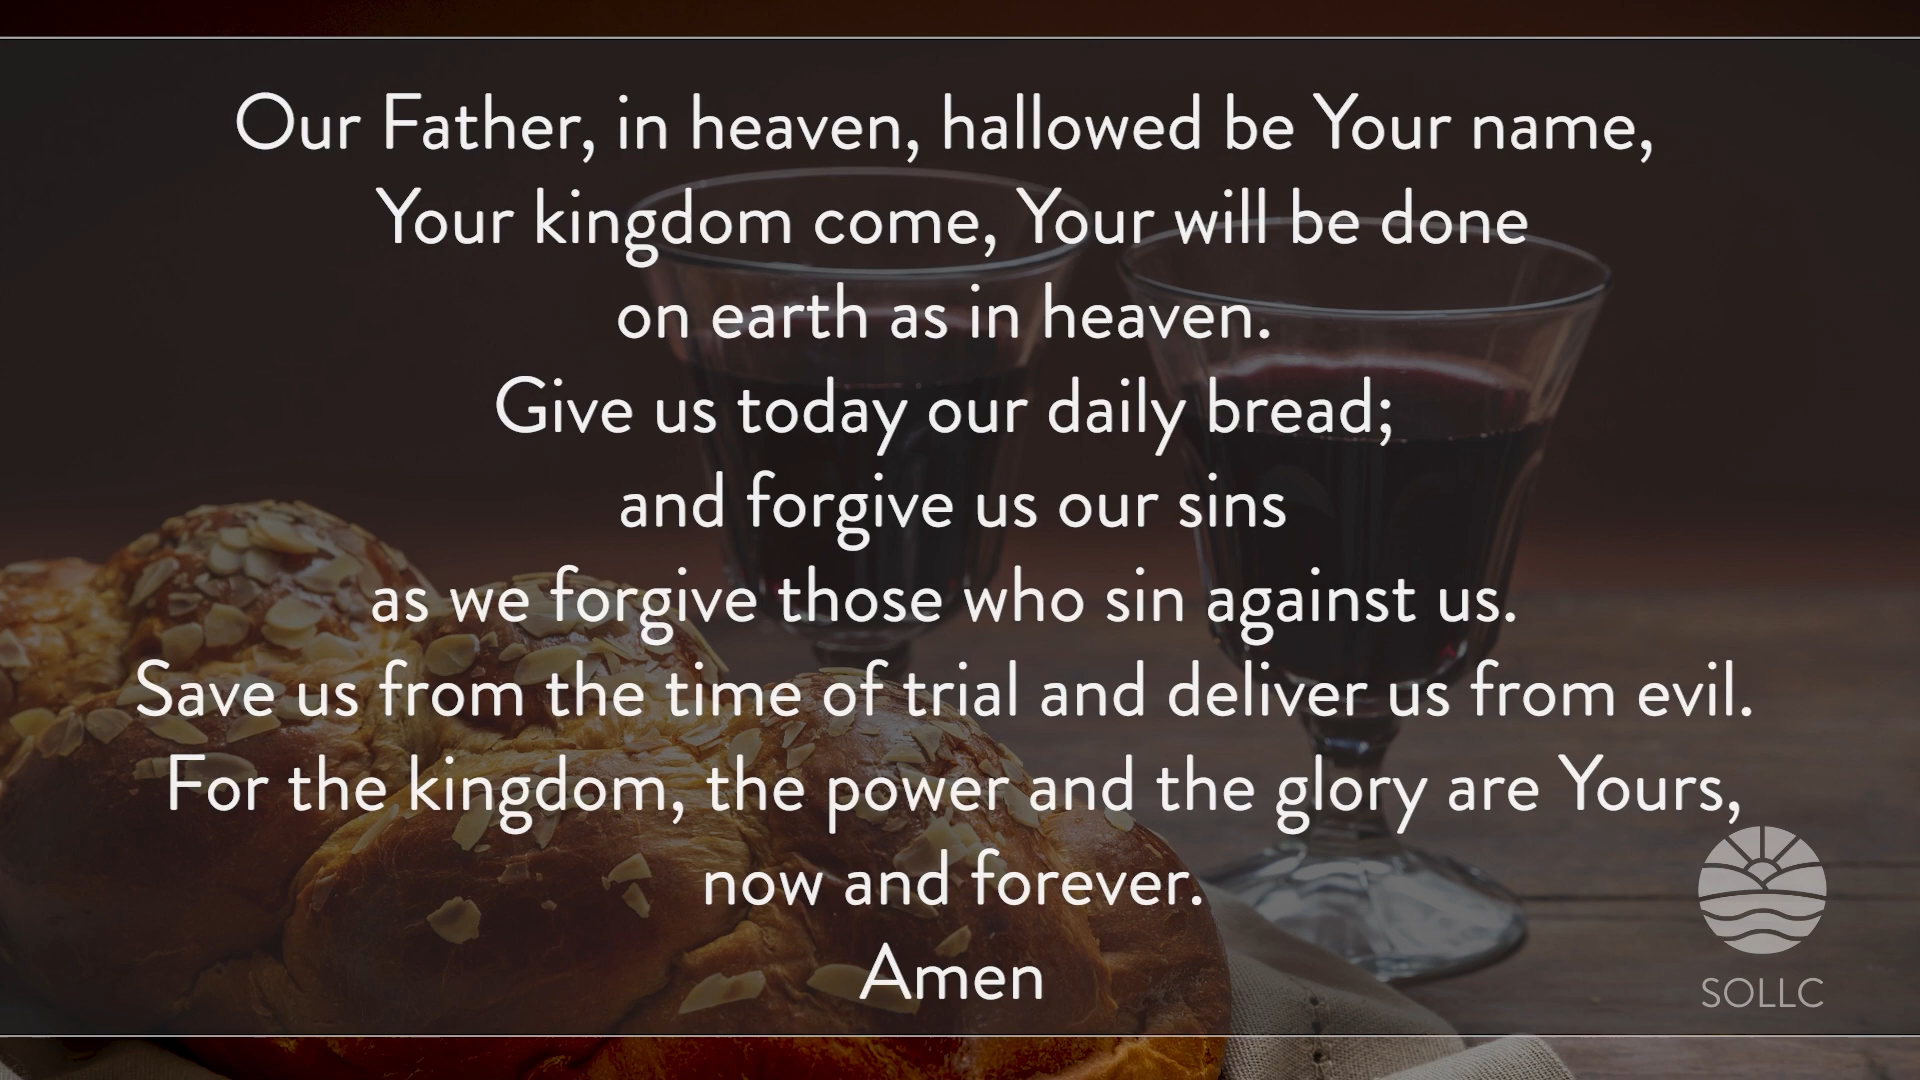 Our Father, in heaven, hallowed be Your name,
Your kingdom come, Your will be done
on earth as in heaven.
Give us today our daily bread;
and forgive us our sins
as we forgive those who sin against us.
Save us from the time of trial and deliver us from evil.
For the kingdom, the power and the glory are Yours,
now and forever.
Amen
SOLLC